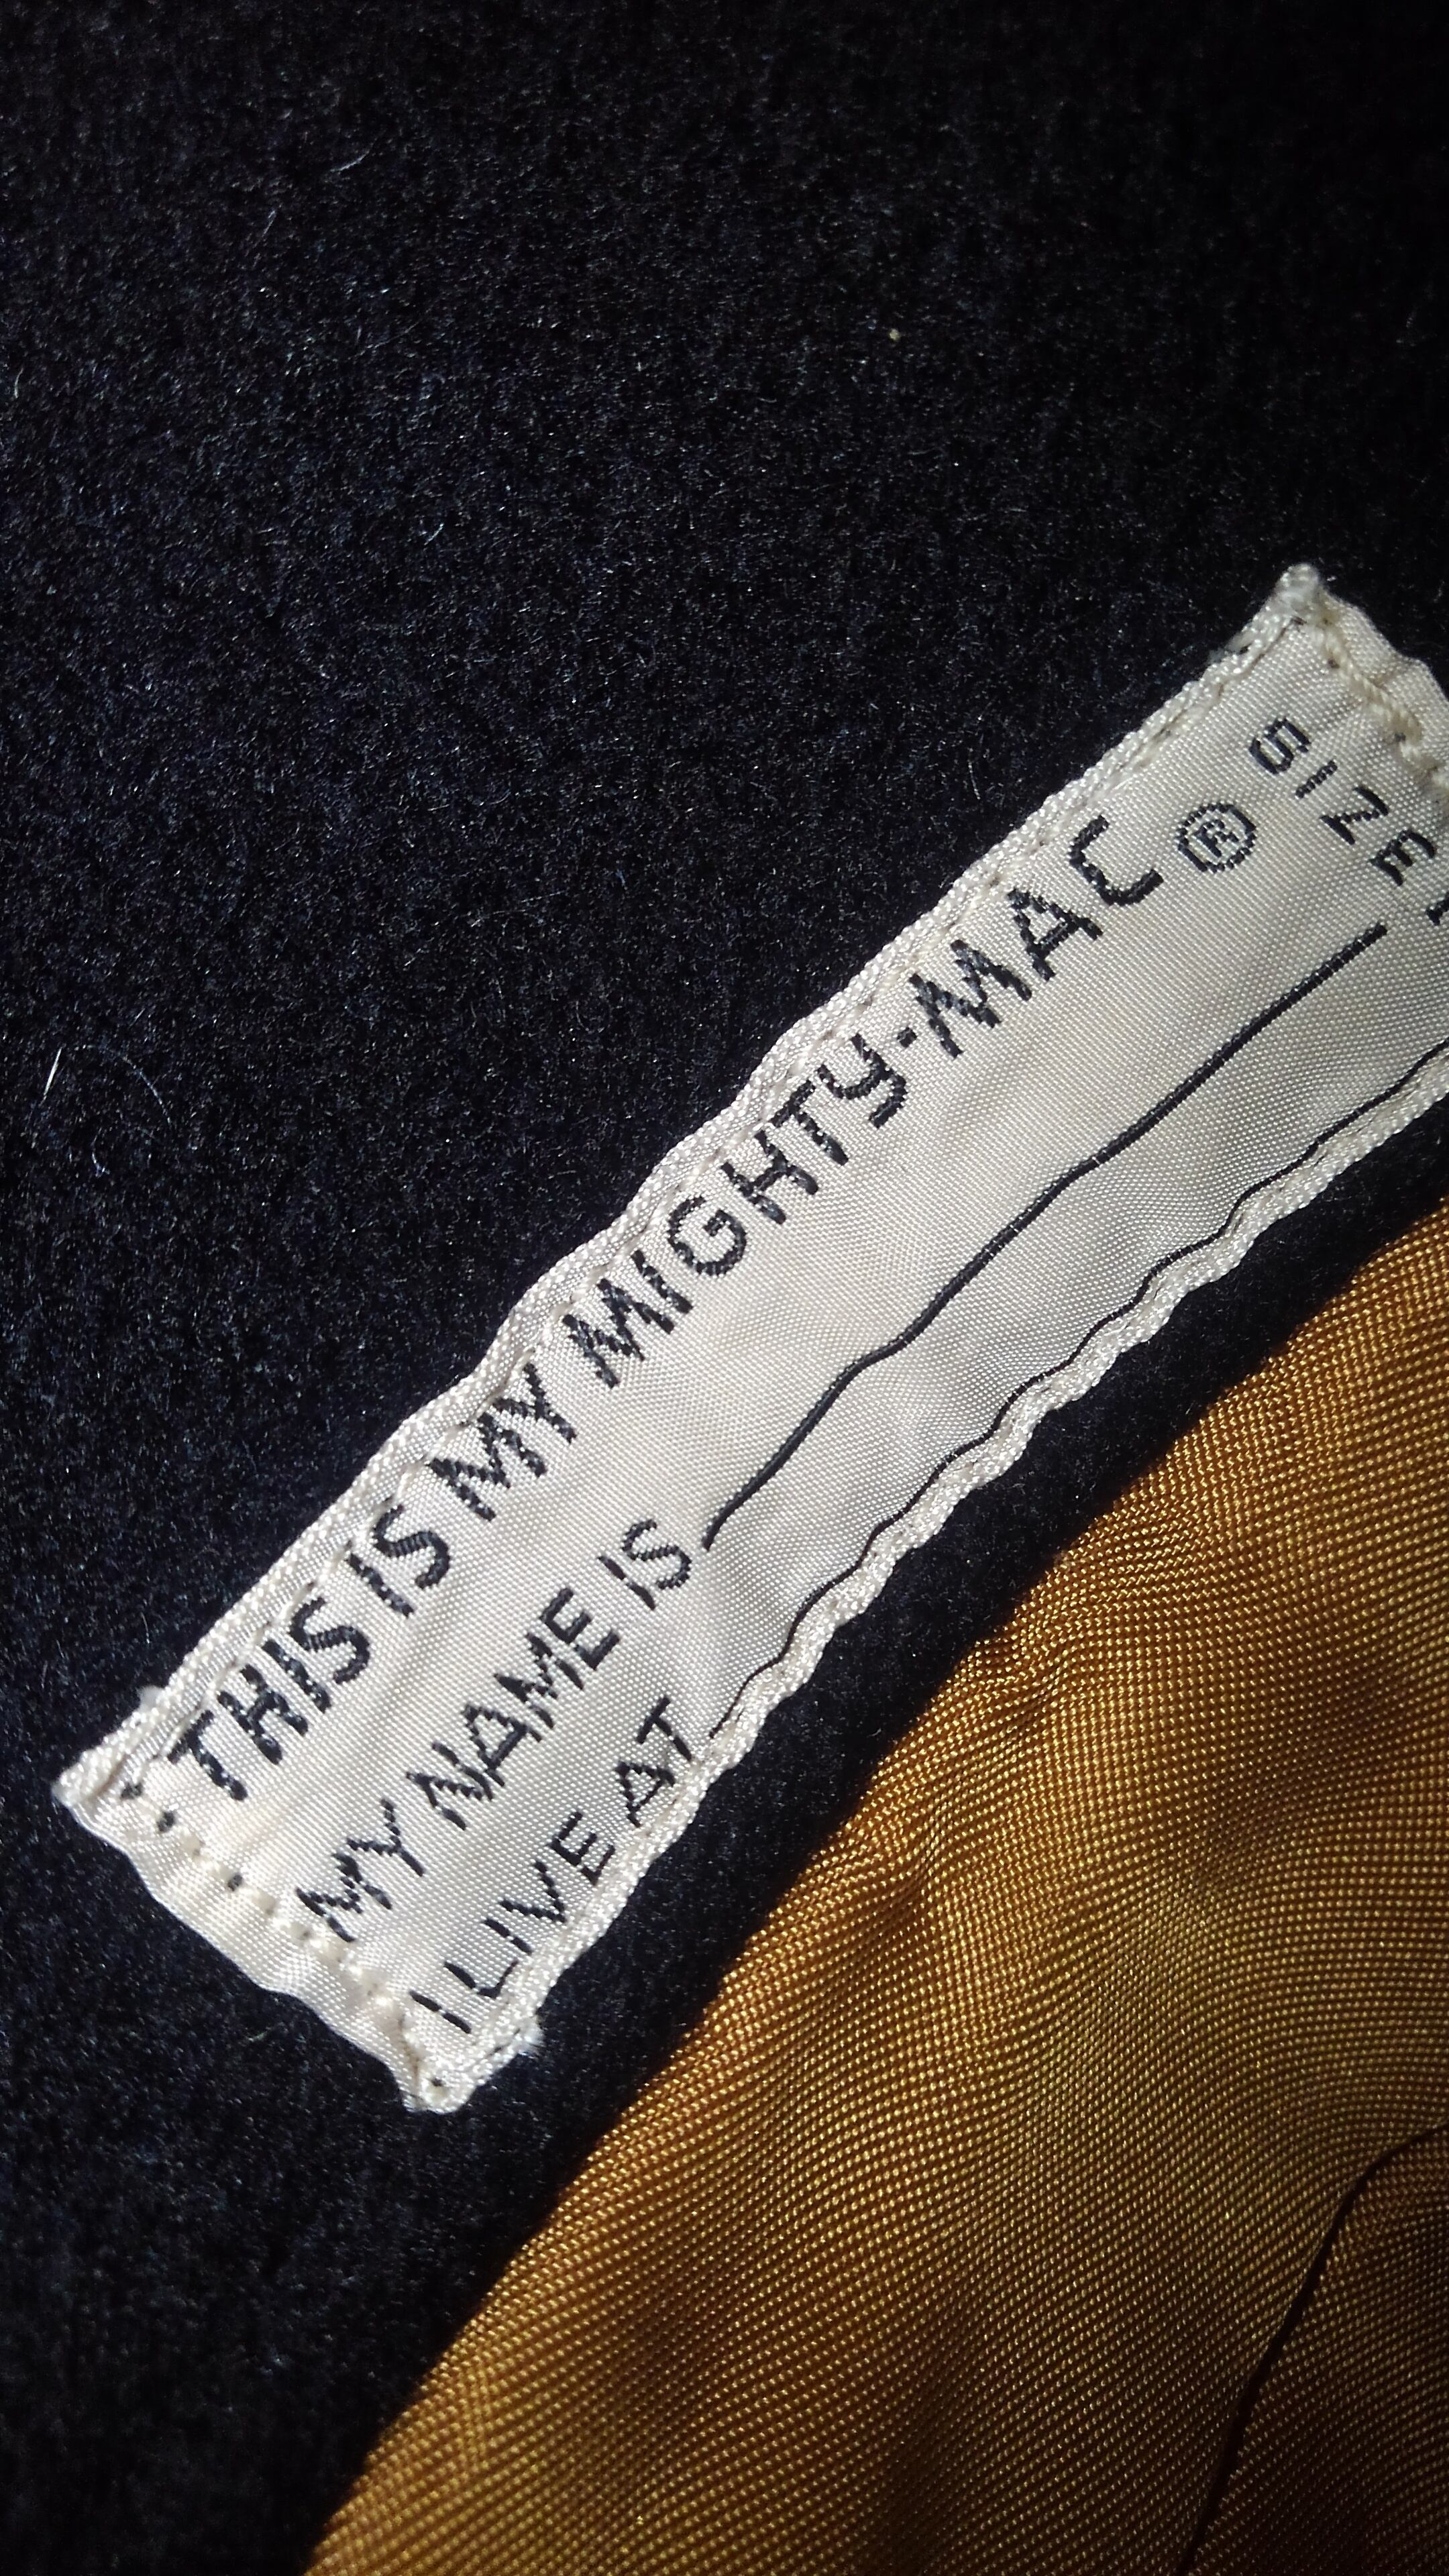 THIS IS MY MIGHTY-MAC ®
SIZE
MY NAME IS
I LIVE AT